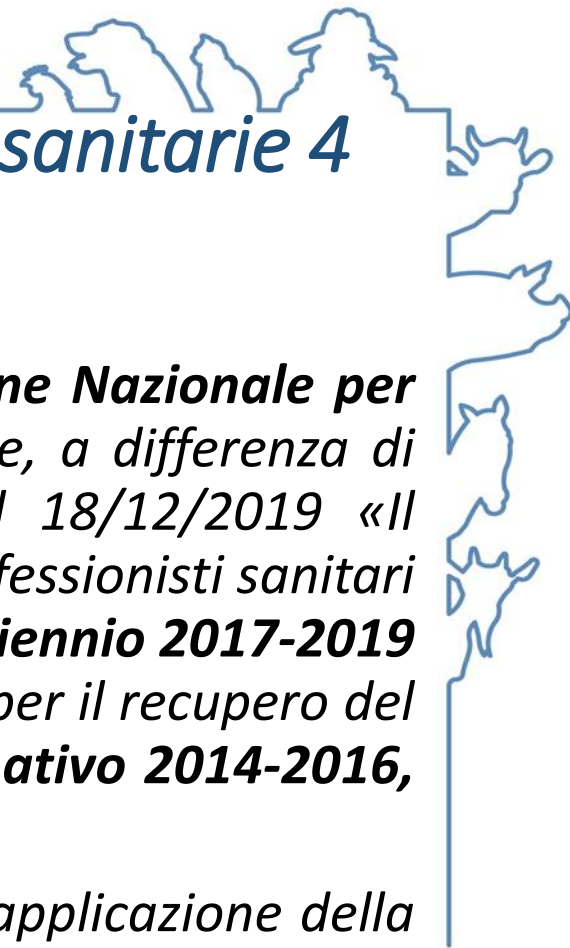 sanitarie 4
ne Nazionale per
e, a differenza di
l 18/12/2019 «Il
fessionisti sanitari
iennio 2017-2019
per il recupero del
ativo 2014-2016,
applicazione della